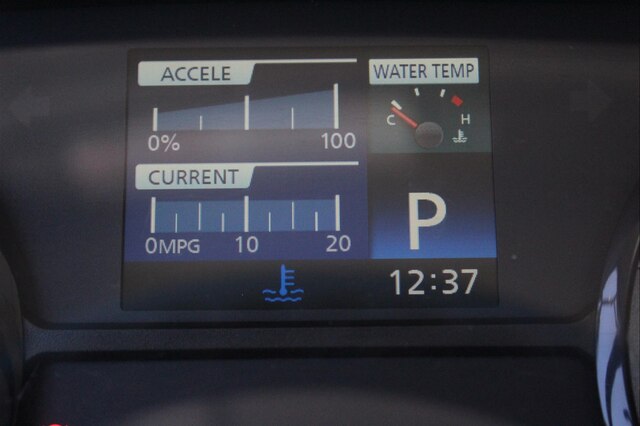 ACCELE
0% 100
WATER TEMP
C H
CURRENT
0MPG 10 20
P
12:37